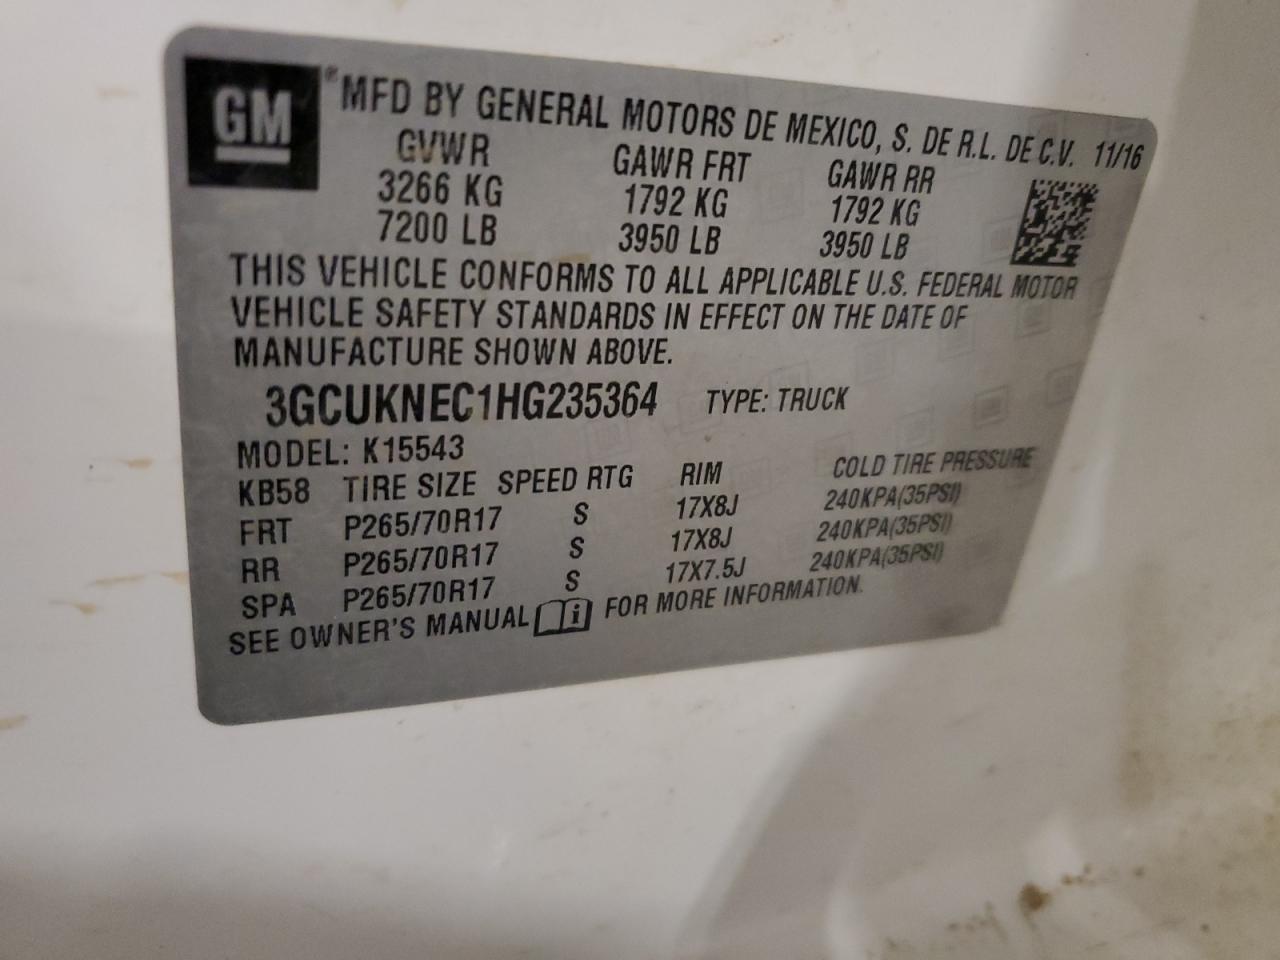 GM ® MFD BY GENERAL MOTORS DE MEXICO, S. DE R.L. DE C.V. 11/16
GVWR GAWR FRT GAWR RR
3266 KG 1792 KG 1792 KG
7200 LB 3950 LB 3950 LB
THIS VEHICLE CONFORMS TO ALL APPLICABLE U.S. FEDERAL MOTOR
VEHICLE SAFETY STANDARDS IN EFFECT ON THE DATE OF
MANUFACTURE SHOWN ABOVE.
3GCUKNEC1HG235364 TYPE: TRUCK
MODEL: K15543
KB58 TIRE SIZE SPEED RTG RIM COLD TIRE PRESSURE
FRT P265/70R17 S 17X8J 240KPA(35PSI)
RR P265/70R17 S 17X8J 240KPA(35PSI)
SPA P265/70R17 S 17X7.5J 240KPA(35PSI)
SEE OWNER'S MANUAL i FOR MORE INFORMATION.